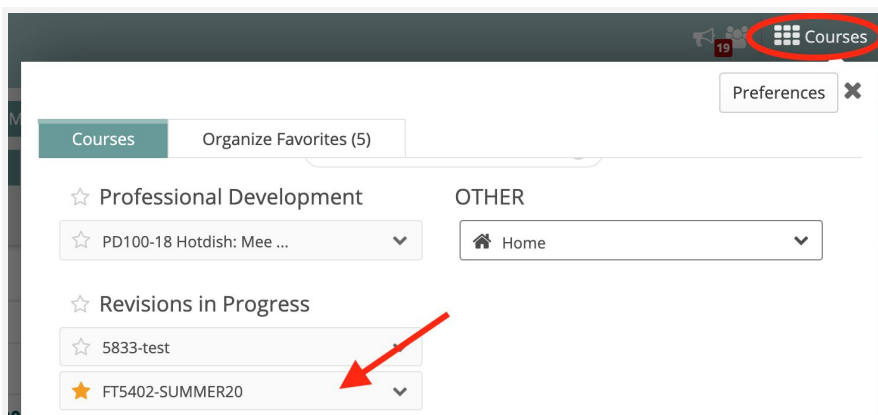 19
Courses
Preferences
M
Courses
Organize Favorites (5)
Professional Development
OTHER
PD100-18 Hotdish: Mee ...
Home
Revisions in Progress
5833-test
FT5402-SUMMER20